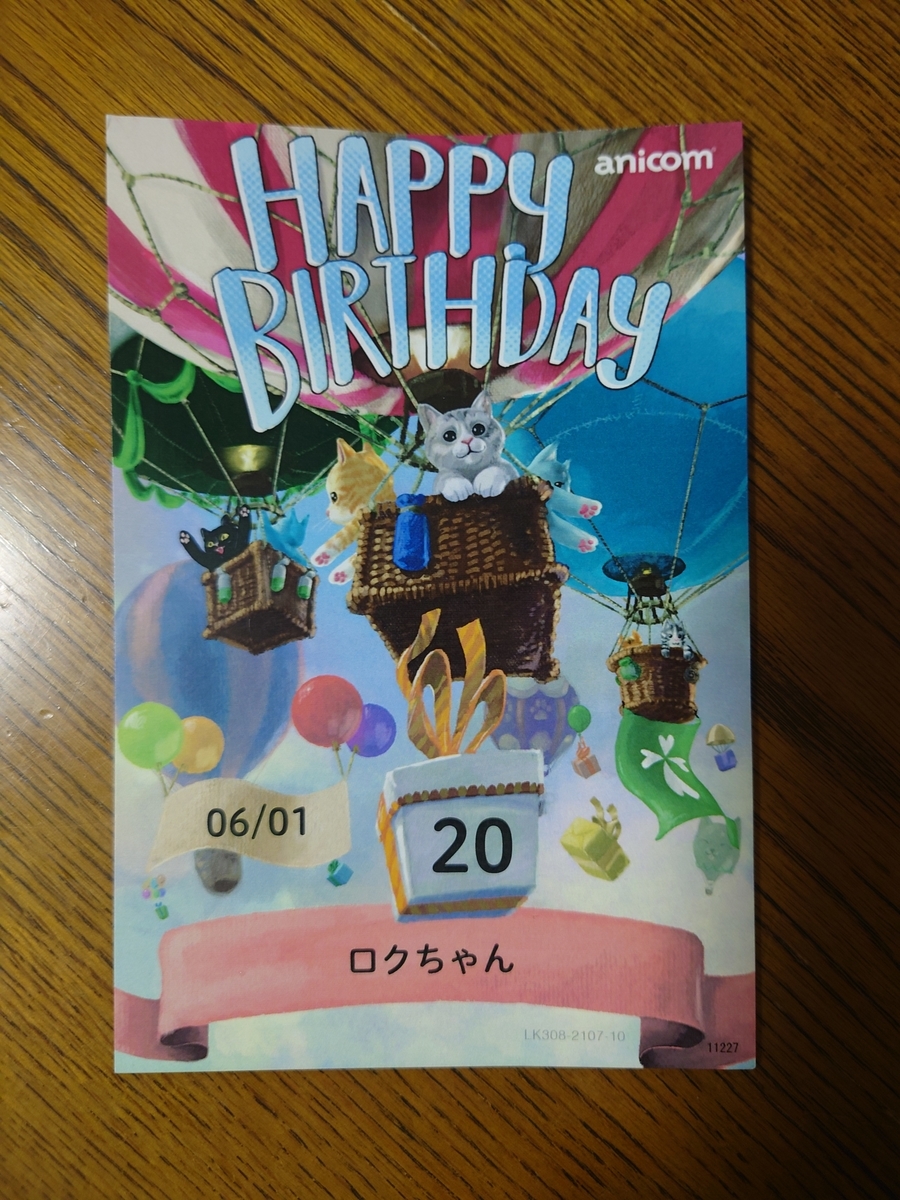 HAPPY
anicom
BIRTHDAY
06/01
20
ロクちゃん
LK308-2107-10
11227